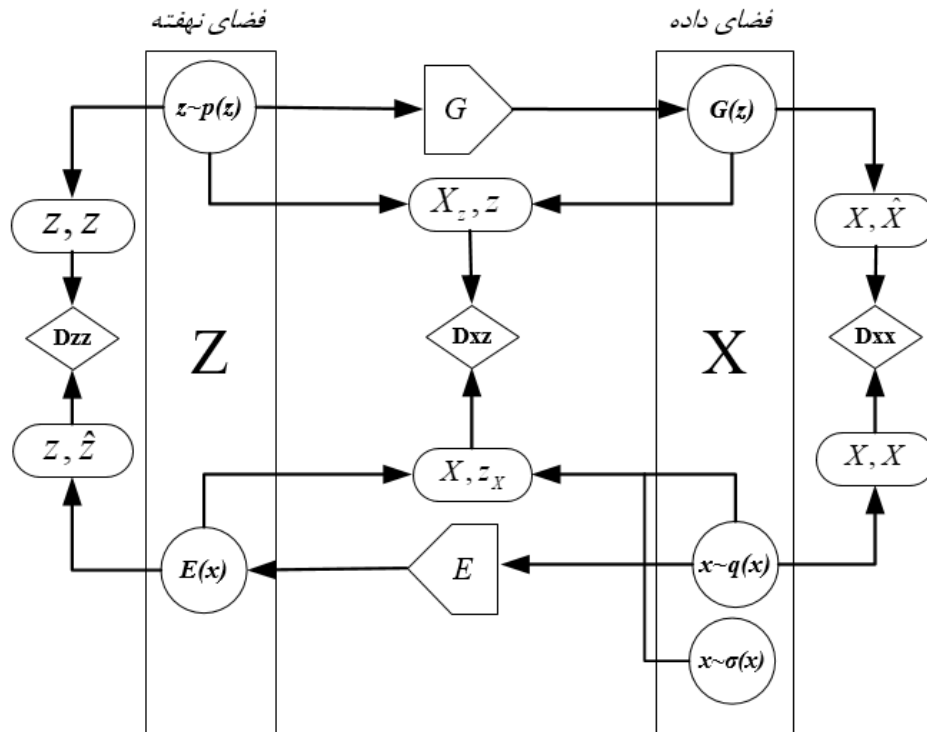 فضای نهفته
فضای داده
z~p(z)
G
G(z)
X_z, z
Z, Z
X, X̂
Dzz
Dxz
Dxx
Z
X
z, ẑ
X, z_X
X, X
E(x)
E
x~q(x)
x~σ(x)